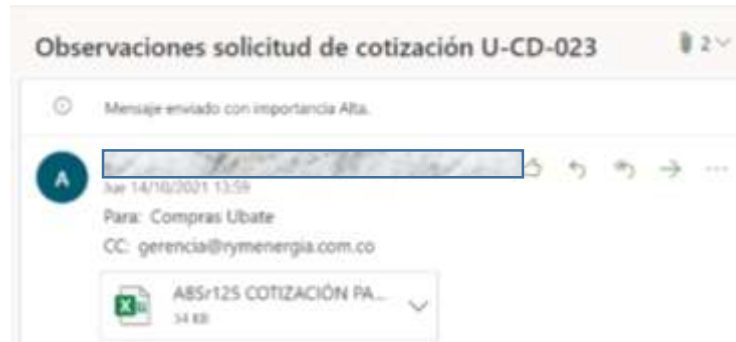 Observaciones solicitud de cotización U-CD-023 2
Mensaje enviado con importancia Alta.
A
Jue 14/10/2021 13:59
Para: Compras Ubate
CC: gerencia@rymenergia.com.co
ABSr125 COTIZACIÓN PA...
34 KB